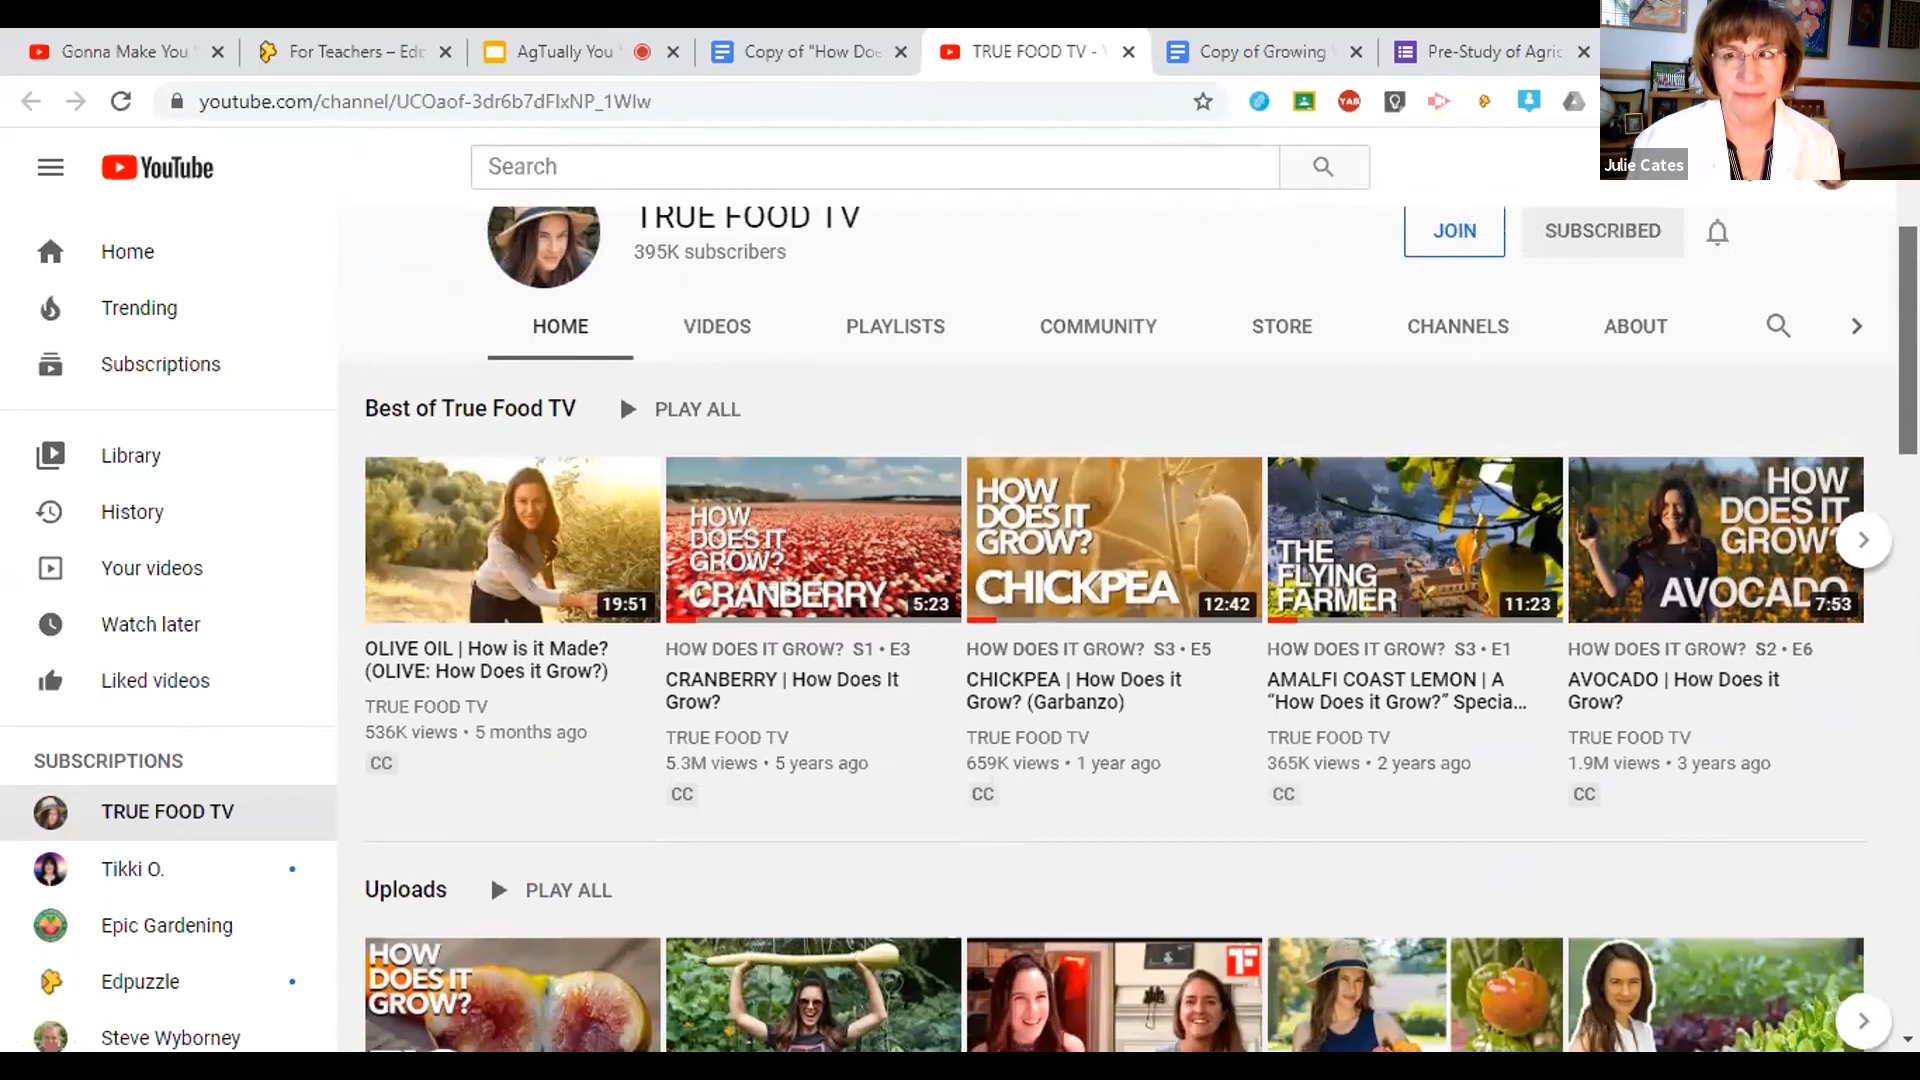 Gonna Make You
For Teachers – Ed
AgTually You
Copy of "How Do
TRUE FOOD TV -
Copy of Growing
Pre-Study of Agric
youtube.com/channel/UCOaof-3dr6b7dFIxNP_1Wlw
YAB
Julie Cates
YouTube
Search
Home
Trending
Subscriptions
Library
History
Your videos
Watch later
Liked videos
SUBSCRIPTIONS
TRUE FOOD TV
Tikki O.
Epic Gardening
Edpuzzle
Steve Wyborney
TRUE FOOD TV
395K subscribers
JOIN
SUBSCRIBED
HOME
VIDEOS
PLAYLISTS
COMMUNITY
STORE
CHANNELS
ABOUT
Best of True Food TV
PLAY ALL
19:51
OLIVE OIL | How is it Made?
(OLIVE: How Does it Grow?)
TRUE FOOD TV
536K views • 5 months ago
CC
HOW
DOES IT
GROW?
CRANBERRY
5:23
HOW DOES IT GROW? S1 • E3
CRANBERRY | How Does It
Grow?
TRUE FOOD TV
5.3M views • 5 years ago
CC
HOW
DOES IT
GROW?
CHICKPEA
12:42
HOW DOES IT GROW? S3 • E5
CHICKPEA | How Does it
Grow? (Garbanzo)
TRUE FOOD TV
659K views • 1 year ago
CC
THE
FLYING
FARMER
11:23
HOW DOES IT GROW? S3 • E1
AMALFI COAST LEMON | A
“How Does it Grow?” Specia...
TRUE FOOD TV
365K views • 2 years ago
CC
HOW
DOES IT
GROW?
AVOCADO
7:53
HOW DOES IT GROW? S2 • E6
AVOCADO | How Does it
Grow?
TRUE FOOD TV
1.9M views • 3 years ago
CC
Uploads
PLAY ALL
HOW
DOES IT
GROW?